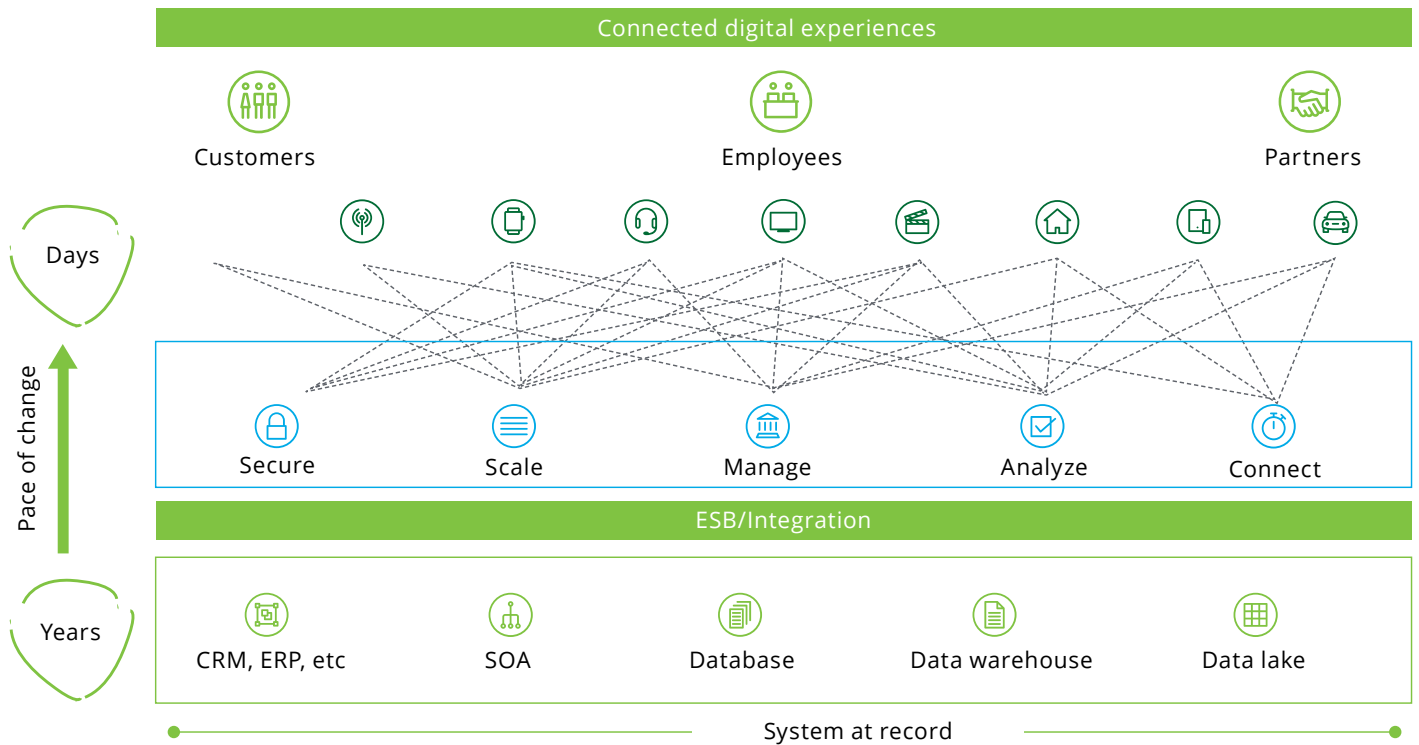 Connected digital experiences
Customers
Employees
Partners
Days
Pace of change
Secure
Scale
Manage
Analyze
Connect
ESB/Integration
Years
CRM, ERP, etc
SOA
Database
Data warehouse
Data lake
System at record